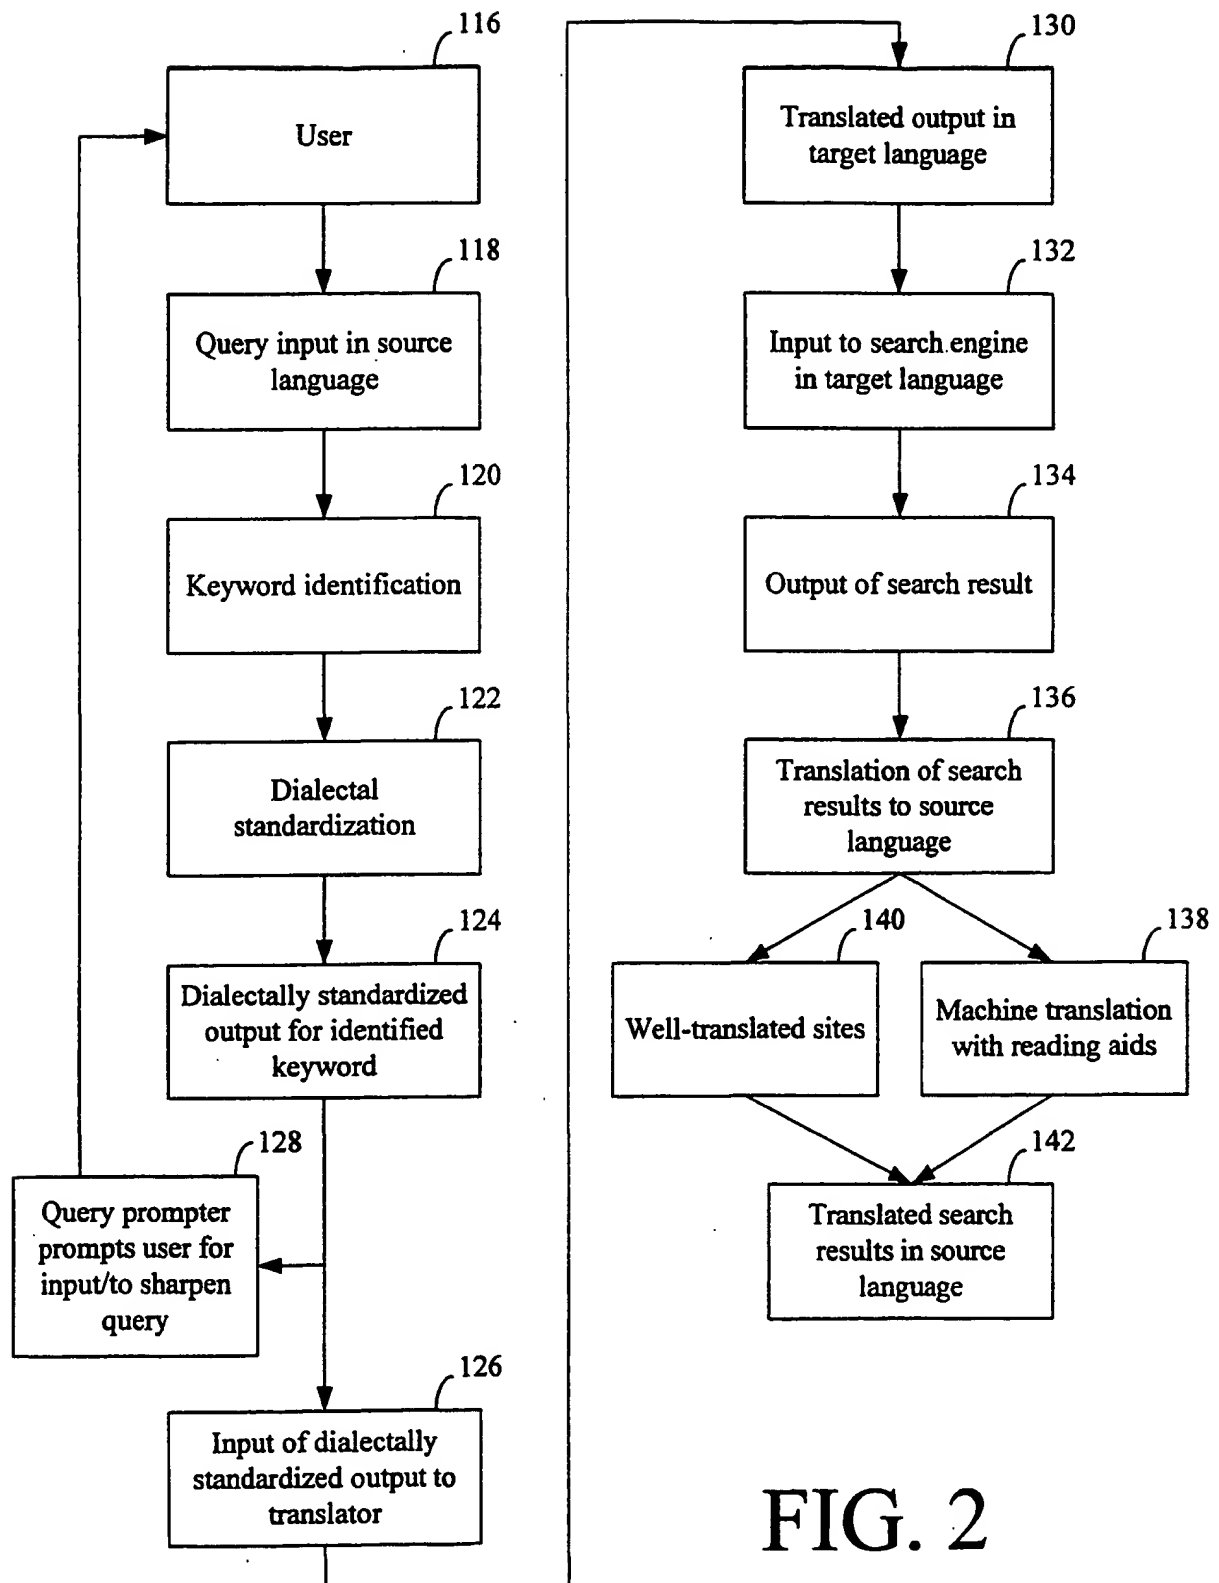 116
User
118
Query input in source
language
120
Keyword identification
122
Dialectal
standardization
124
Dialectally standardized
output for identified
keyword
128
Query prompter
prompts user for
input/to sharpen
query
126
Input of dialectally
standardized output to
translator
130
Translated output in
target language
132
Input to search engine
in target language
134
Output of search result
136
Translation of search
results to source
language
140
Well-translated sites
138
Machine translation
with reading aids
142
Translated search
results in source
language
FIG. 2